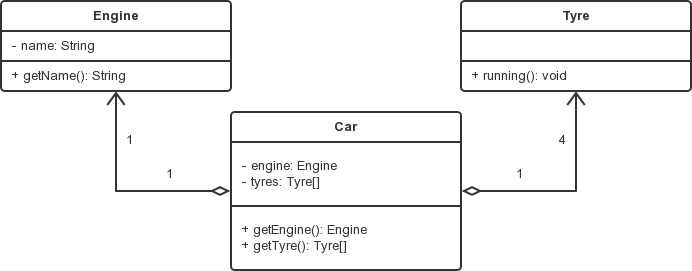 Engine
- name: String
+ getName(): String
Tyre
+ running(): void
1
4
1
1
Car
- engine: Engine
- tyres: Tyre[]
+ getEngine(): Engine
+ getTyre(): Tyre[]